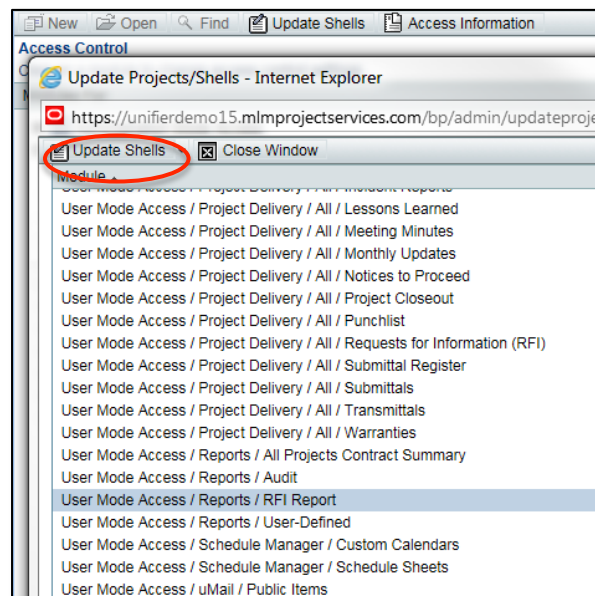 New Open Find Update Shells Access Information
Access Control
Update Projects/Shells - Internet Explorer
https://unifierdemo15.mlmprojectservices.com/bp/admin/updateproje
Update Shells Close Window
Module
User Mode Access / Project Delivery / All / Incident Reports
User Mode Access / Project Delivery / All / Lessons Learned
User Mode Access / Project Delivery / All / Meeting Minutes
User Mode Access / Project Delivery / All / Monthly Updates
User Mode Access / Project Delivery / All / Notices to Proceed
User Mode Access / Project Delivery / All / Project Closeout
User Mode Access / Project Delivery / All / Punchlist
User Mode Access / Project Delivery / All / Requests for Information (RFI)
User Mode Access / Project Delivery / All / Submittal Register
User Mode Access / Project Delivery / All / Submittals
User Mode Access / Project Delivery / All / Transmittals
User Mode Access / Project Delivery / All / Warranties
User Mode Access / Reports / All Projects Contract Summary
User Mode Access / Reports / Audit
User Mode Access / Reports / RFI Report
User Mode Access / Reports / User-Defined
User Mode Access / Schedule Manager / Custom Calendars
User Mode Access / Schedule Manager / Schedule Sheets
User Mode Access / uMail / Public Items